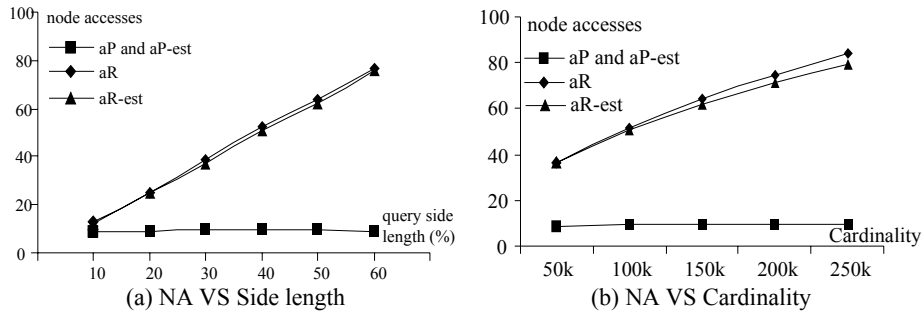 100
node accesses
aP and aP-est
aR
aR-est
80
60
40
20
0
query side
length (%)
10 20 30 40 50 60
(a) NA VS Side length
100
node accesses
aP and aP-est
aR
aR-est
80
60
40
20
0
Cardinality
50k 100k 150k 200k 250k
(b) NA VS Cardinality